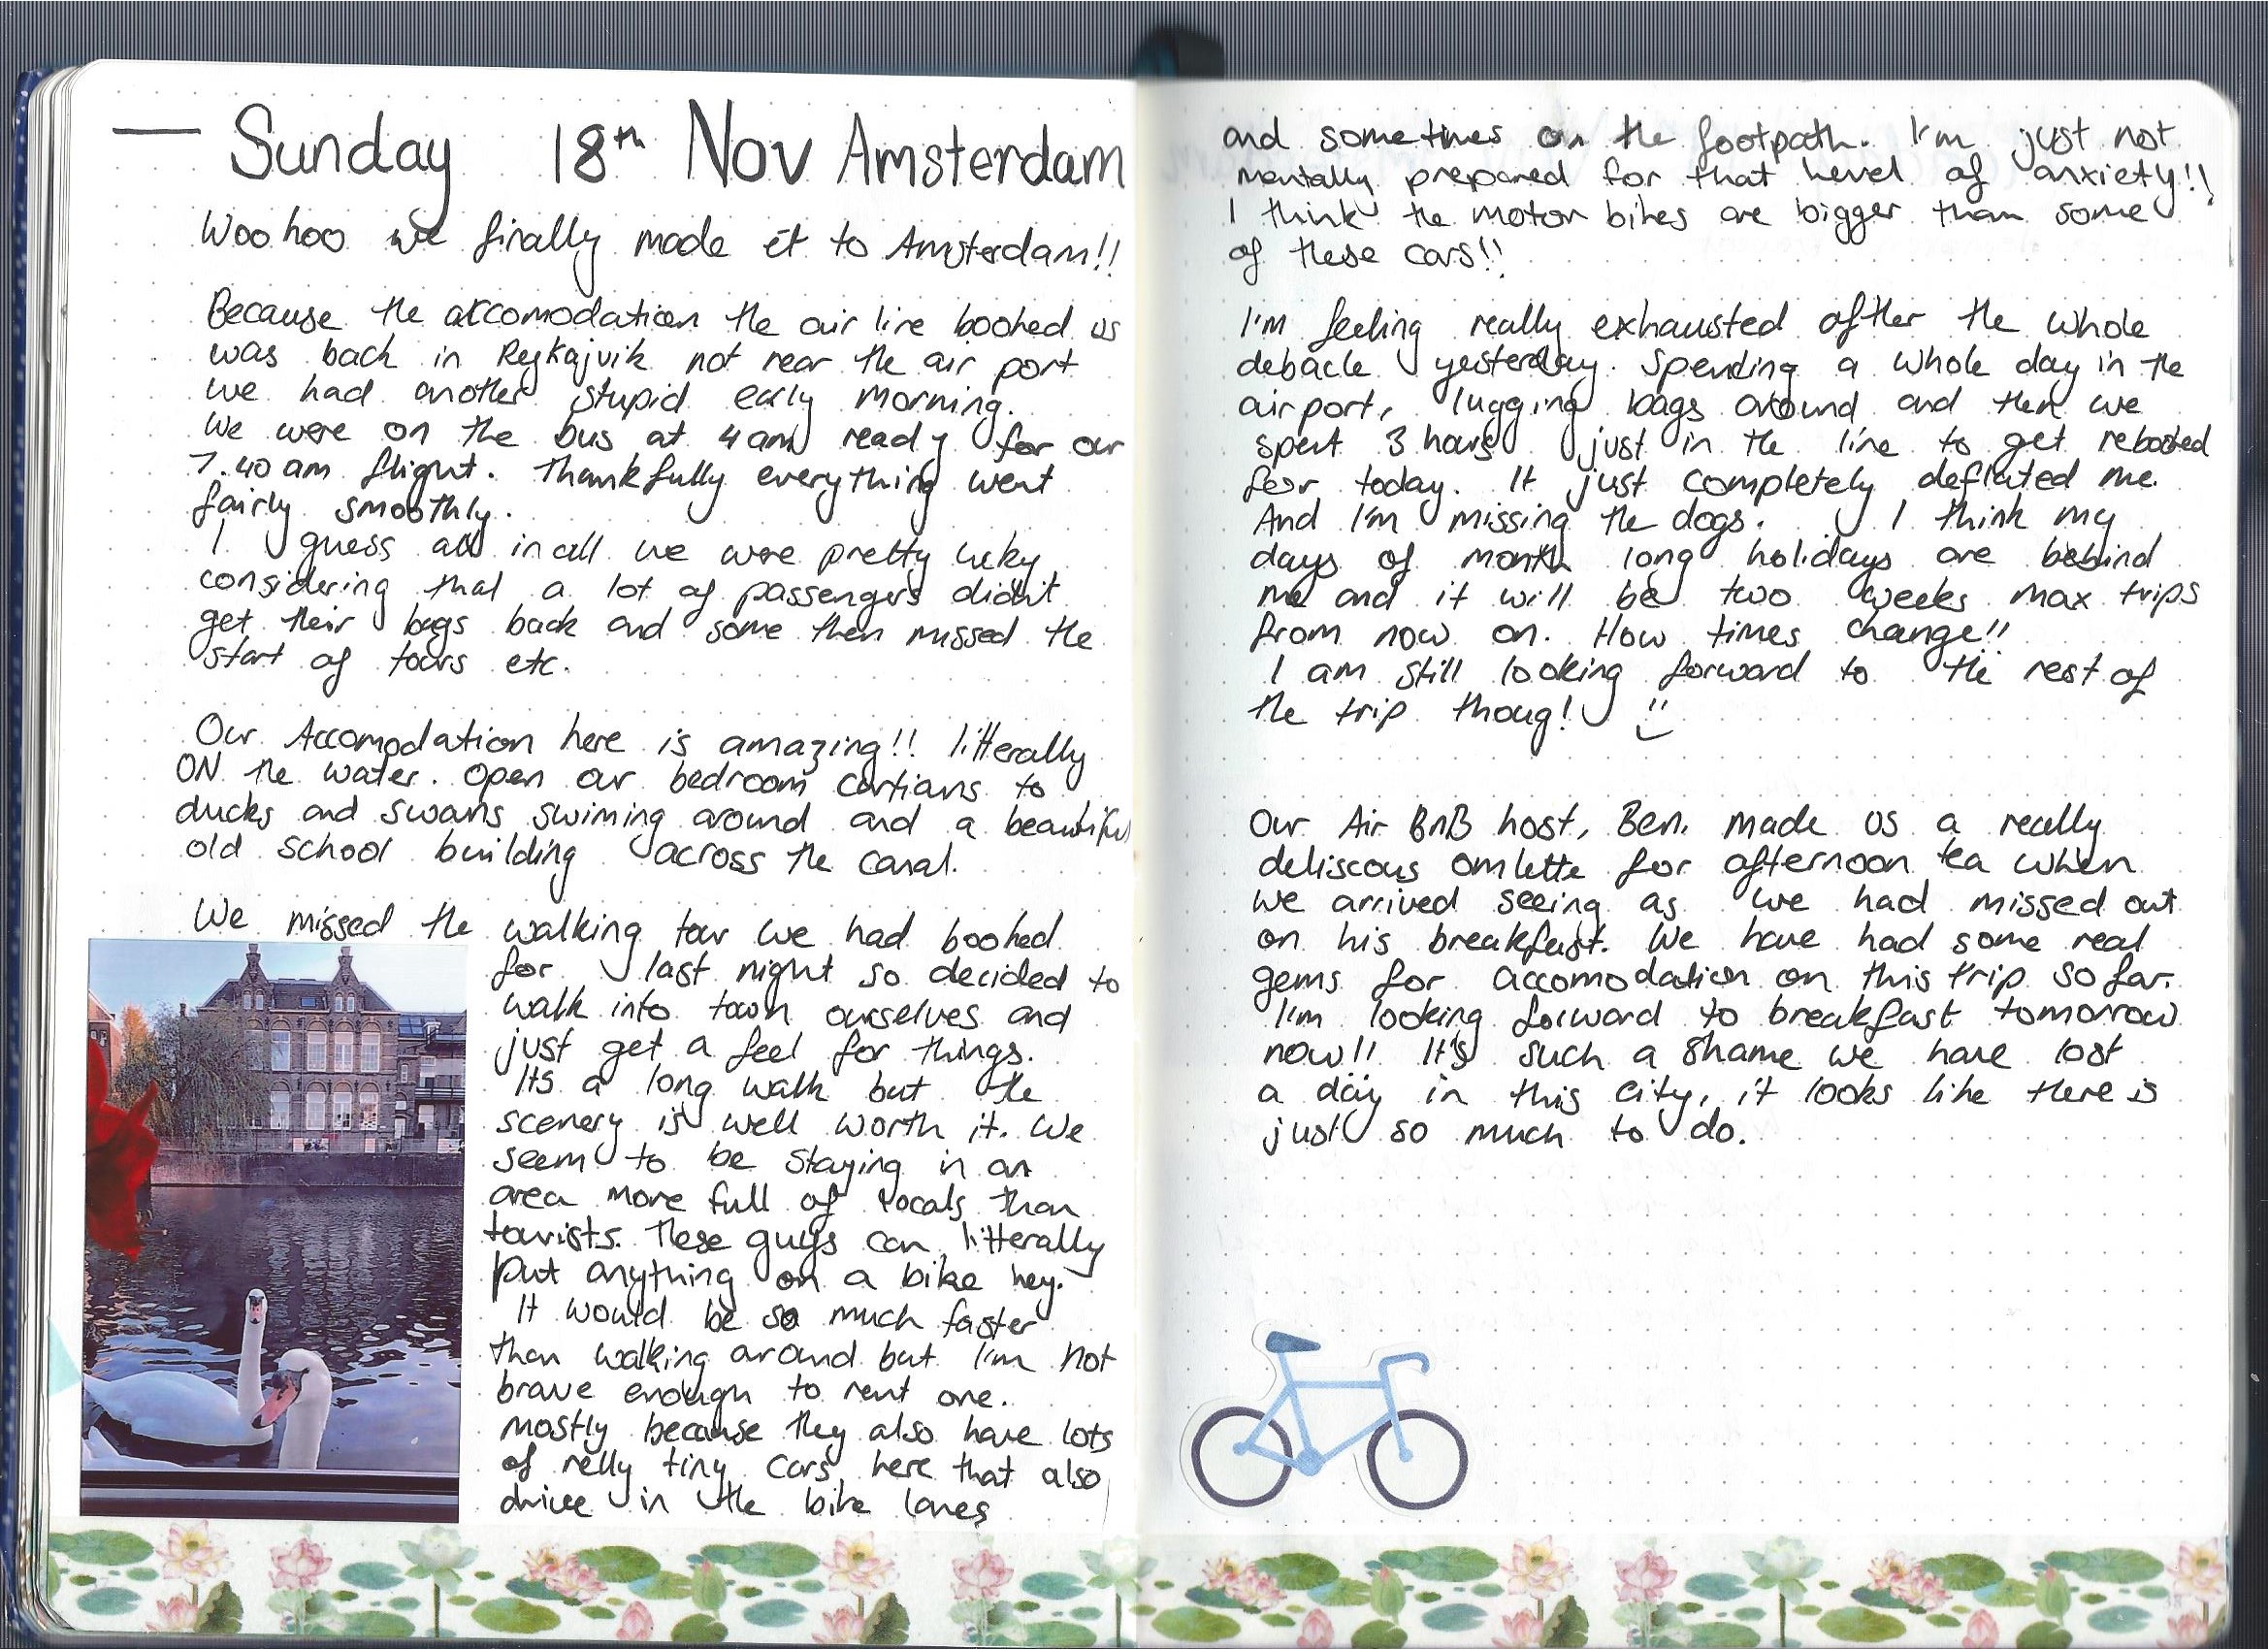 — Sunday 18th Nov Amsterdam
Woohoo we finally made it to Amsterdam!!
Because the accomodation the air line booked us
was back in Reykajvik not near the air port
we had another stupid early morning.
We were on the bus at 4am ready for our
7.40am flight. Thankfully everything went
fairly smoothly.
I guess all in all we were pretty lucky
considering that a lot of passengers didn't
get their bags back and some then missed the
start of tours etc.
Our Accomodation here is amazing!! litterally
ON the water. Open our bedroom curtians to
ducks and swans swiming around and a beautiful
old school building across the canal.
We missed the walking tour we had booked
for last night so decided to
walk into town ourselves and
just get a feel for things.
Its a long walk but the
scenery is well worth it. We
seem to be staying in an
area more full of locals than
tourists. These guys can litterally
put anything on a bike hey.
It would be so much faster
than walking around but I'm not
brave enough to rent one.
mostly because they also have lots
of relly tiny cars here that also
drive in the bike lanes
and sometimes on the footpath. I'm just not
mentally prepared for that level of anxiety!!
I think the motor bikes are bigger than some
of these cars!!
I'm feeling really exhausted after the whole
debacle yesterday. Spending a whole day in the
airport, lugging bags around and then we
spent 3 hours just in the line to get rebooked
for today. It just completely deflated me.
And I'm missing the dogs. I think my
days of month long holidays are behind
me and it will be two weeks max trips
from now on. How times change!!
I am still looking forward to the rest of
the trip thoug! :)
Our Air BnB host, Ben, made us a really
deliscous omlette for afternoon tea when
we arrived seeing as we had missed out
on his breakfast. We have had some real
gems for accomodation on this trip so far.
I'm looking forward to breakfast tomorrow
now!! It's such a shame we have lost
a day in this city, it looks like there is
just so much to do.